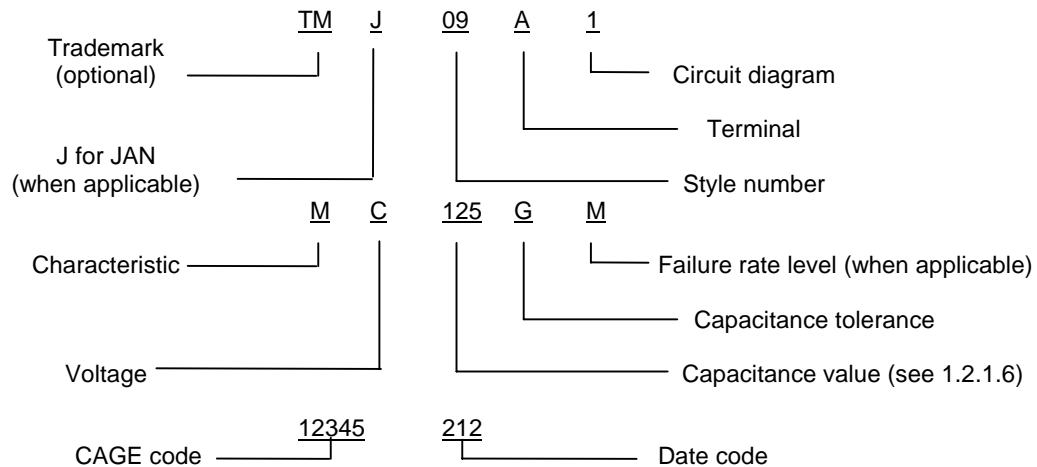 TM J 09 A 1
Trademark
(optional)
Circuit diagram
Terminal
J for JAN
(when applicable)
Style number
M C 125 G M
Characteristic
Failure rate level (when applicable)
Capacitance tolerance
Voltage
Capacitance value (see 1.2.1.6)
12345 212
CAGE code
Date code